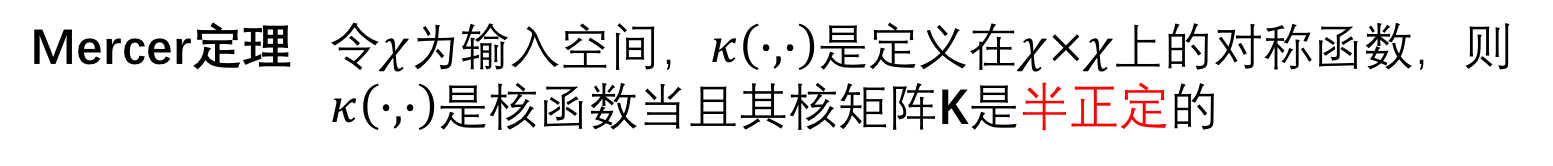 Mercer定理 令χ为输入空间，κ(·,·)是定义在χ×χ上的对称函数，则
κ(·,·)是核函数当且其核矩阵K是半正定的